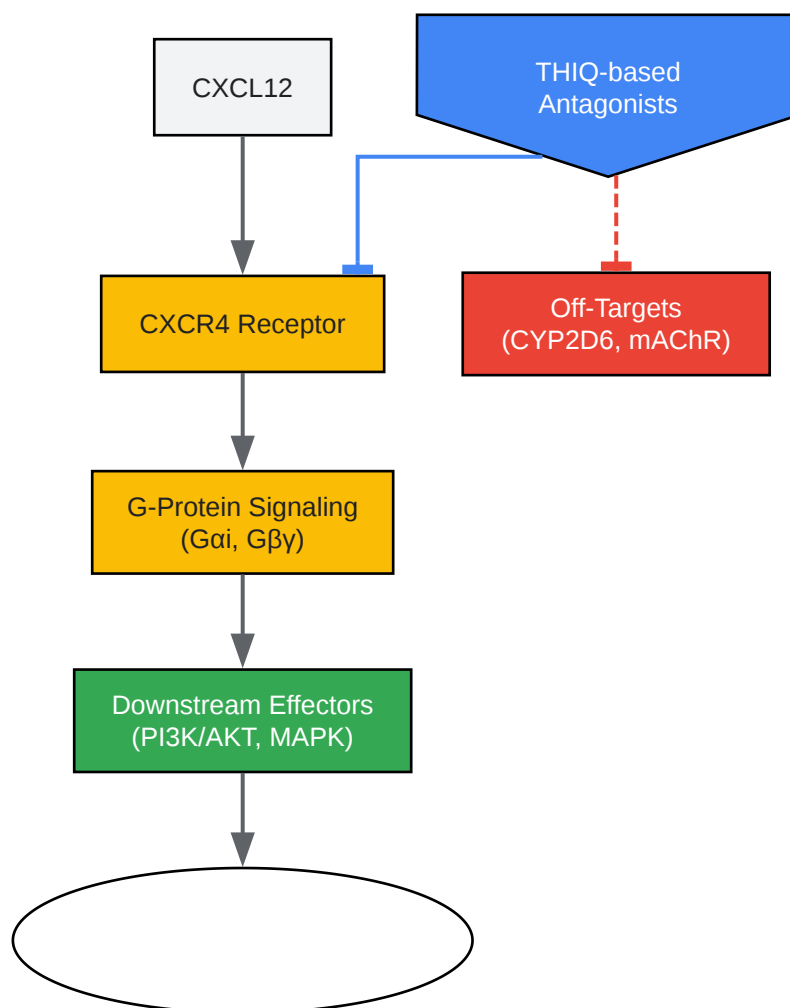 CXCL12
THIQ-based
Antagonists
CXCR4 Receptor
Off-Targets
(CYP2D6, mAChR)
G-Protein Signaling
(Gαi, Gβγ)
Downstream Effectors
(PI3K/AKT, MAPK)